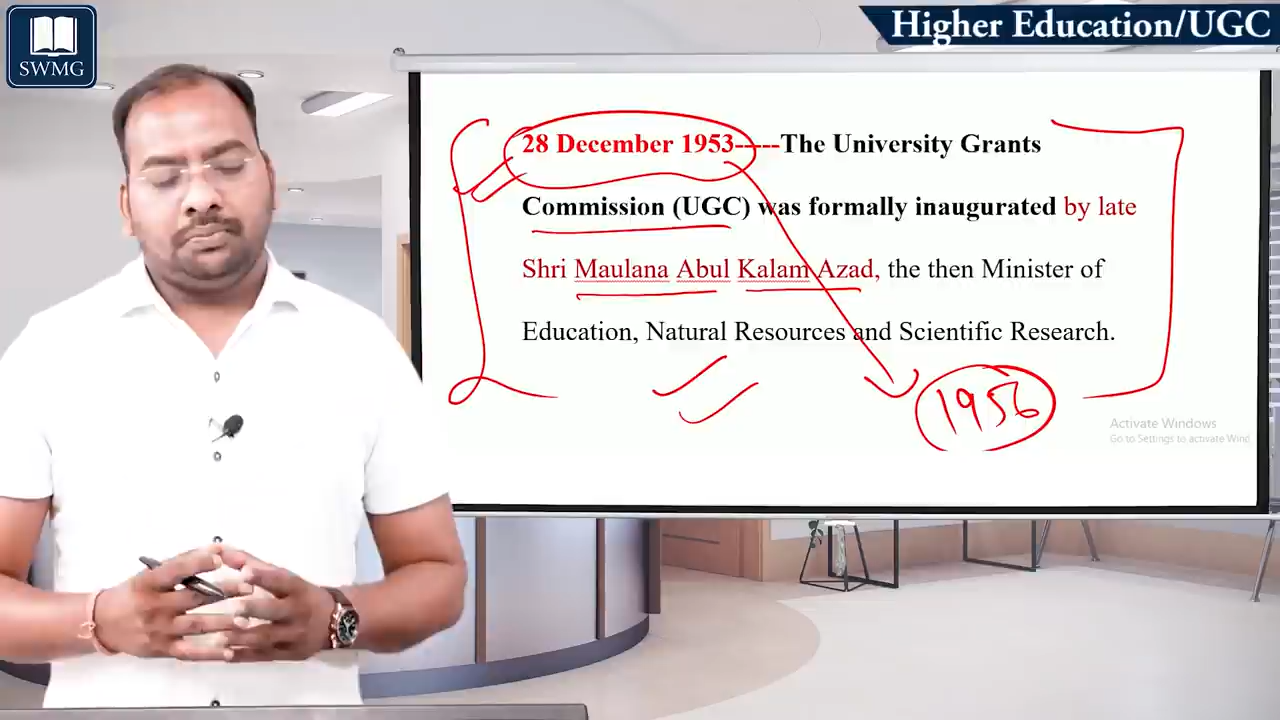 SWMG
Higher Education/UGC
28 December 1953-----The University Grants
Commission (UGC) was formally inaugurated by late
Shri Maulana Abul Kalam Azad, the then Minister of
Education, Natural Resources and Scientific Research.
1956
Activate Windows
Go to Settings to activate Wind